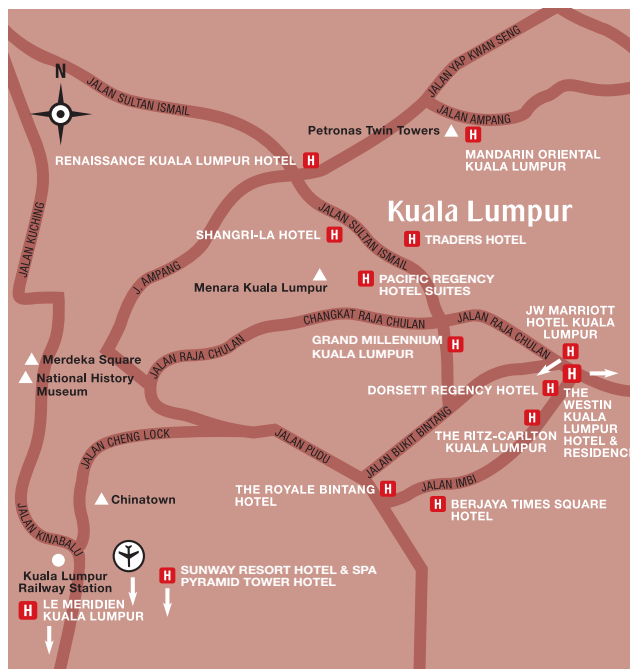 JALAN YAP KWAN SENG
N
JALAN SULTAN ISMAIL
JALAN AMPANG
Petronas Twin Towers
H
MANDARIN ORIENTAL
KUALA LUMPUR
RENAISSANCE KUALA LUMPUR HOTEL H
Kuala Lumpur
JALAN SULTAN ISMAIL
SHANGRI-LA HOTEL H
H TRADERS HOTEL
JALAN KUCHING
J. AMPANG
Menara Kuala Lumpur
H PACIFIC REGENCY
HOTEL SUITES
CHANGKAT RAJA CHULAN
JALAN RAJA CHULAN
JW MARRIOTT
HOTEL KUALA
LUMPUR
H
GRAND MILLENNIUM
KUALA LUMPUR
H
JALAN RAJA CHULAN
Merdeka Square
National History
Museum
DORSETT REGENCY HOTEL H
H
THE
WESTIN
KUALA
LUMPUR
HOTEL &
RESIDENCE
THE RITZ-CARLTON
KUALA LUMPUR
H
JALAN CHENG LOCK
JALAN PUDU
JALAN BUKIT BINTANG
JALAN IMBI
THE ROYALE BINTANG
HOTEL
H
H BERJAYA TIMES SQUARE
HOTEL
Chinatown
JALAN KINABALU
Kuala Lumpur
Railway Station
H SUNWAY RESORT HOTEL & SPA
PYRAMID TOWER HOTEL
H LE MERIDIEN
KUALA LUMPUR